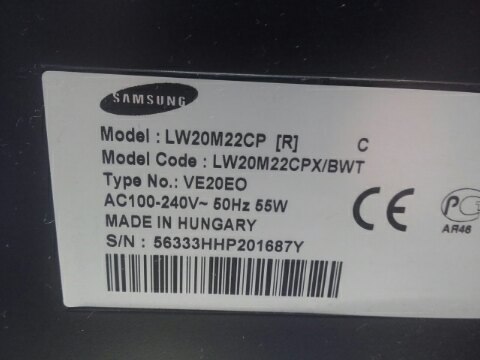 SAMSUNG
Model : LW20M22CP [R] C
Model Code : LW20M22CPX/BWT
Type No.: VE20EO
AC100-240V~ 50Hz 55W
MADE IN HUNGARY
S/N : 56333HHP201687Y
CE
AR46